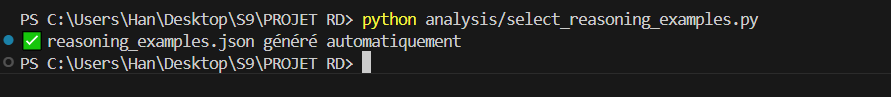 PS C:\Users\Han\Desktop\S9\PROJET RD> python analysis/select_reasoning_examples.py
✅ reasoning_examples.json généré automatiquement
PS C:\Users\Han\Desktop\S9\PROJET RD>